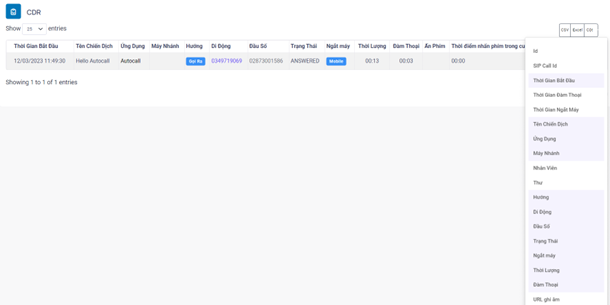 CDR
Show 25 entries
CSV Excel CDI
Thời Gian Bắt Đầu Tên Chiến Dịch Ứng Dụng Máy Nhánh Hướng Di Động Đầu Số Trạng Thái Ngắt máy Thời Lượng Đàm Thoại Ấn Phím Thời điểm nhấn phím trong cu
12/03/2023 11:49:30 Hello Autocall Autocall Gọi Ra 0349719069 02873001586 ANSWERED Mobile 00:13 00:03 00:00
Showing 1 to 1 of 1 entries
Id
SIP Call Id
Thời Gian Bắt Đầu
Thời Gian Đàm Thoại
Thời Gian Ngắt Máy
Tên Chiến Dịch
Ứng Dụng
Máy Nhánh
Nhân Viên
Thư
Hướng
Di Động
Đầu Số
Trạng Thái
Ngắt máy
Thời Lượng
Đàm Thoại
URL ghi âm